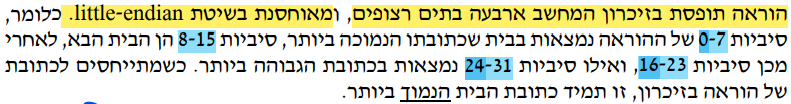 הוראה תופסת בזיכרון המחשב ארבעה בתים רצופים, ומאוחסנת בשיטת little-endian. כלומר,
סיביות 0-7 של ההוראה נמצאות בבית שכתובתו הנמוכה ביותר, סיביות 8-15 הן הבית הבא, לאחרי
מכן סיביות 16-23, ואילו סיביות 24-31 נמצאות בכתובת הגבוהה ביותר. כשמתייחסים לכתובת
של הוראה בזיכרון, זו תמיד כתובת הבית הנמוך ביותר.